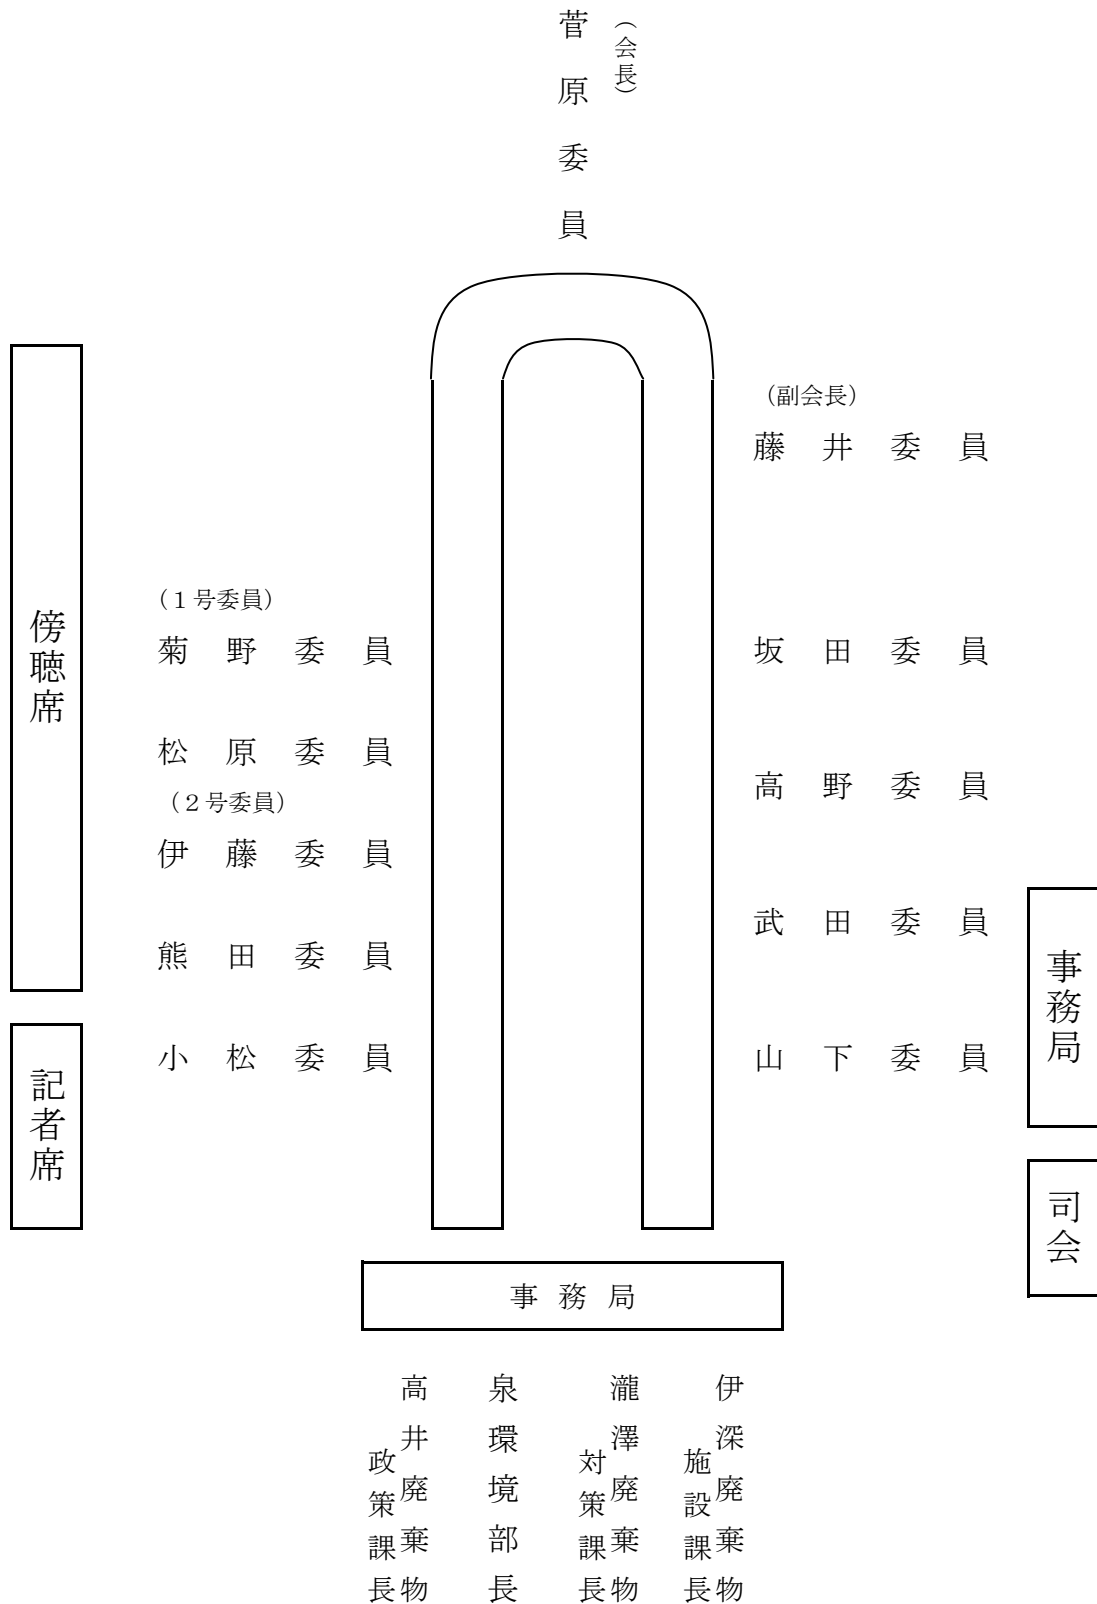 （会長）
菅原委員
（副会長）
藤井委員
坂田委員
高野委員
武田委員
山下委員
（１号委員）
菊野委員
松原委員
（２号委員）
伊藤委員
熊田委員
小松委員
傍聴席
記者席
事務局
司会
事務局
高井廃棄物
政策課長
泉環境部長
瀧澤廃棄物
対策課長
伊深廃棄物
施設課長